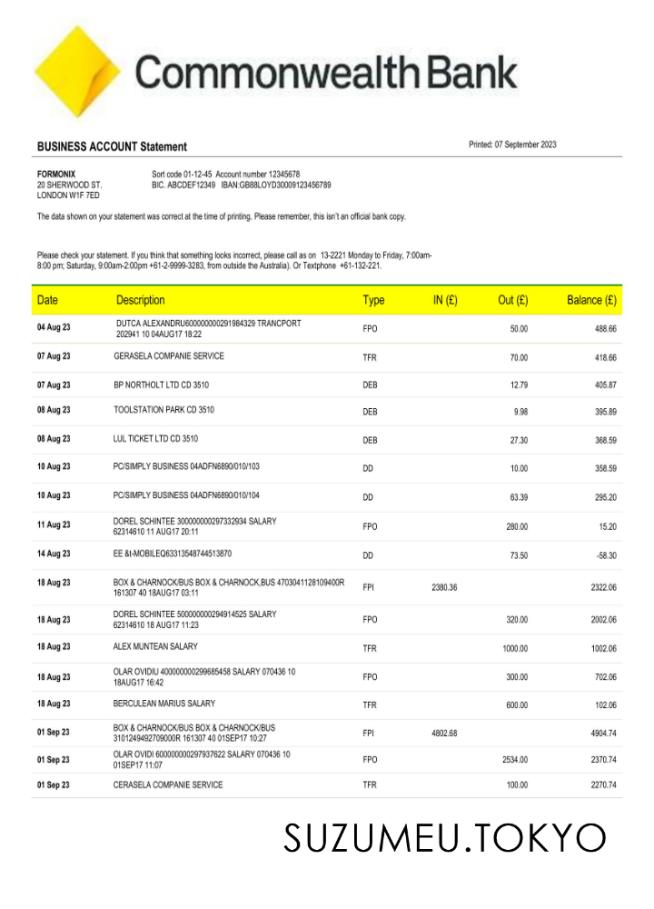 CommonwealthBank
BUSINESS ACCOUNT Statement
Printed: 07 September 2023
FORMONIX
20 SHERWOOD ST.
LONDON W1F 7ED
Sort code 01-12-45 Account number 12345678
BIC. ABCDEF12349 IBAN:GB88LOYD30009123456789
The data shown on your statement was correct at the time of printing. Please remember, this isn't an official bank copy.
Please check your statement. If you think that something looks incorrect, please call as on 13-2221 Monday to Friday, 7:00am-
8:00 pm; Saturday, 9:00am-2:00pm +61-2-9999-3283, from outside the Australia). Or Textphone +61-132-221.
Date Description Type IN (£) Out (£) Balance (£)
04 Aug 23 DUTCA ALEXANDRU600000000291984329 TRANCPORT
202941 10 04AUG17 18:22 FPO 50.00 488.66
07 Aug 23 GERASELA COMPANIE SERVICE TFR 70.00 418.66
07 Aug 23 BP NORTHOLT LTD CD 3510 DEB 12.79 405.87
08 Aug 23 TOOLSTATION PARK CD 3510 DEB 9.98 395.89
08 Aug 23 LUL TICKET LTD CD 3510 DEB 27.30 368.59
10 Aug 23 PC/SIMPLY BUSINESS 04ADFN6890/010/103 DD 10.00 358.59
10 Aug 23 PC/SIMPLY BUSINESS 04ADFN6890/010/104 DD 63.39 295.20
11 Aug 23 DOREL SCHINTEE 300000000297332934 SALARY
62314610 11 AUG17 20:11 FPO 280.00 15.20
14 Aug 23 EE &t-MOBILEQ63313548744513870 DD 73.50 -58.30
18 Aug 23 BOX & CHARNOCK/BUS BOX & CHARNOCK,BUS 4703041128109400R
161307 40 18AUG17 03:11 FPI 2380.36 2322.06
18 Aug 23 DOREL SCHINTEE 500000000294914525 SALARY
62314610 18 AUG17 11:23 FPO 320.00 2002.06
18 Aug 23 ALEX MUNTEAN SALARY TFR 1000.00 1002.06
18 Aug 23 OLAR OVIDIU 400000000299685458 SALARY 070436 10
18AUG17 16:42 FPO 300.00 702.06
18 Aug 23 BERCULEAN MARIUS SALARY TFR 600.00 102.06
01 Sep 23 BOX & CHARNOCK/BUS BOX & CHARNOCK/BUS
3101249492709000R 161307 40 01SEP17 10:27 FPI 4802.68 4904.74
01 Sep 23 OLAR OVIDI 600000000297937622 SALARY 070436 10
01SEP17 11:07 FPO 2534.00 2370.74
01 Sep 23 CERASELA COMPANIE SERVICE TFR 100.00 2270.74
SUZUMEU.TOKYO